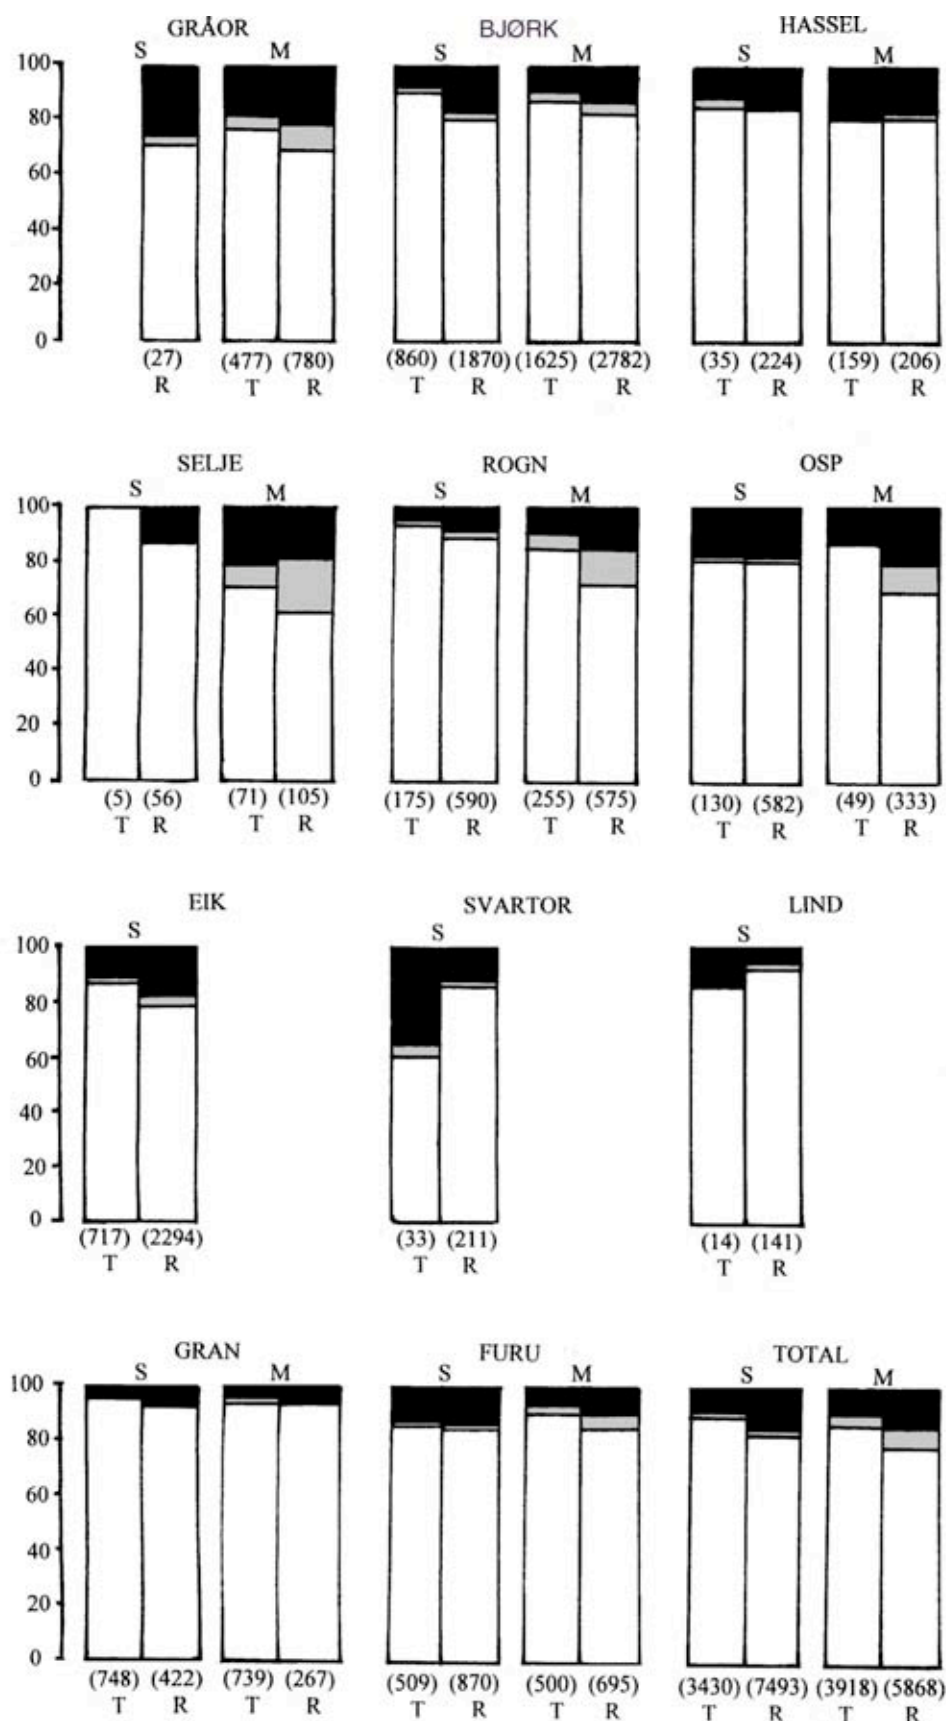 GRÅOR BJØRK HASSEL
S M S M S M
100
80
60
40
20
0
(27) (477) (780) (860) (1870) (1625) (2782) (35) (224) (159) (206)
R T R T R T R T R T R
SELJE ROGN OSP
S M S M S M
100
80
60
40
20
0
(5) (56) (71) (105) (175) (590) (255) (575) (130) (582) (49) (333)
T R T R T R T R T R T R
EIK SVARTOR LIND
S S S
100
80
60
40
20
0
(717) (2294) (33) (211) (14) (141)
T R T R T R
GRAN FURU TOTAL
S M S M S M
100
80
60
40
20
0
(748) (422) (739) (267) (509) (870) (500) (695) (3430) (7493) (3918) (5868)
T R T R T R T R T R T R